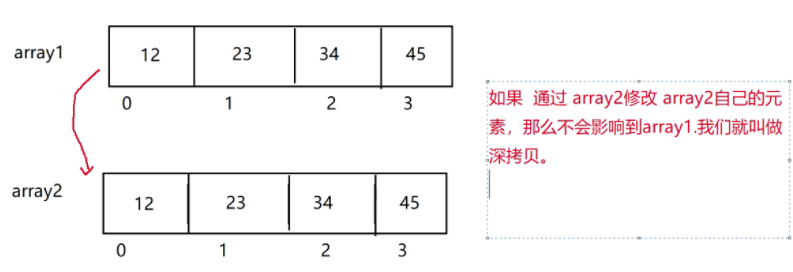 array1
12 23 34 45
0 1 2 3
array2
12 23 34 45
0 1 2 3
如果 通过 array2修改 array2自己的元
素，那么不会影响到array1.我们就叫做
深拷贝。